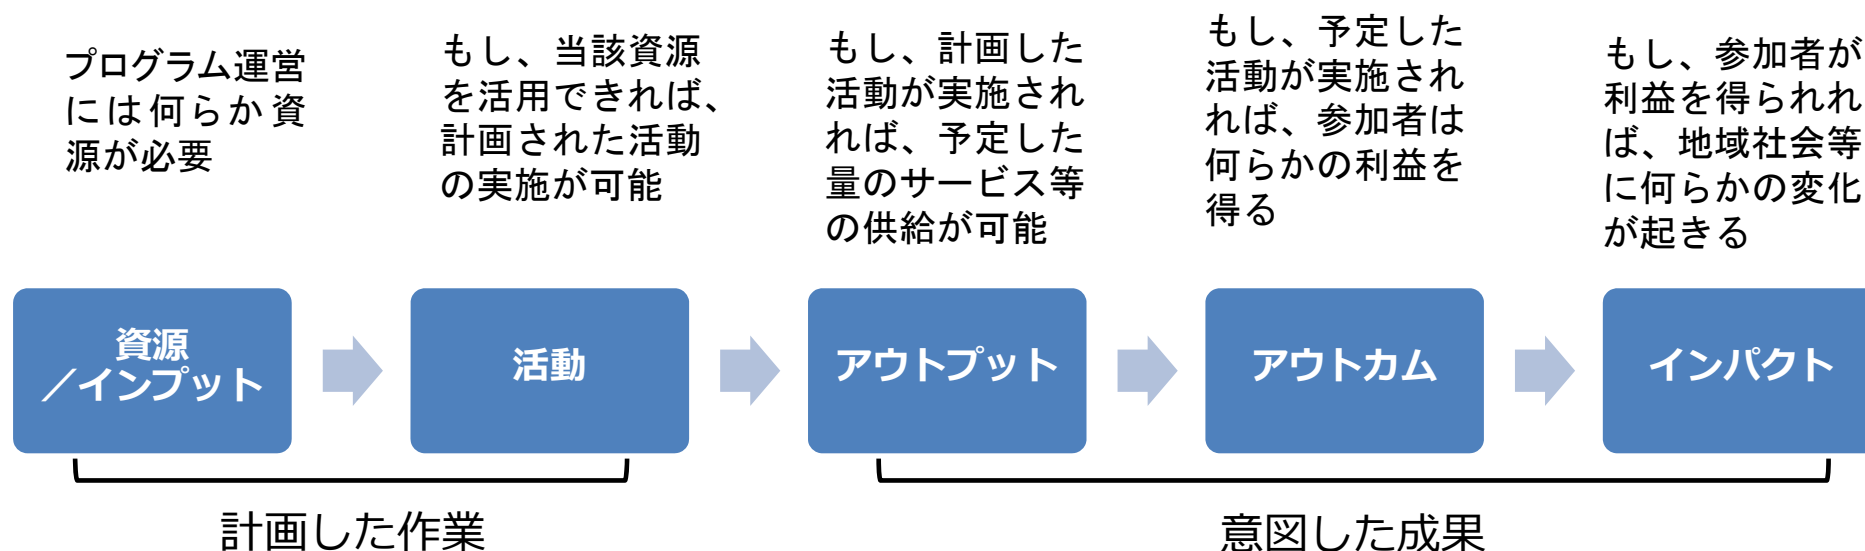 プログラム運営
には何らか資
源が必要
もし、当該資源
を活用できれば、
計画された活動
の実施が可能
もし、計画した
活動が実施され
れば、予定した
量のサービス等
の供給が可能
もし、予定した
活動が実施され
れば、参加者は
何らかの利益を
得る
もし、参加者が
利益を得られれ
ば、地域社会等
に何らかの変化
が起きる
資源
／インプット
活動
アウトプット
アウトカム
インパクト
計画した作業
意図した成果